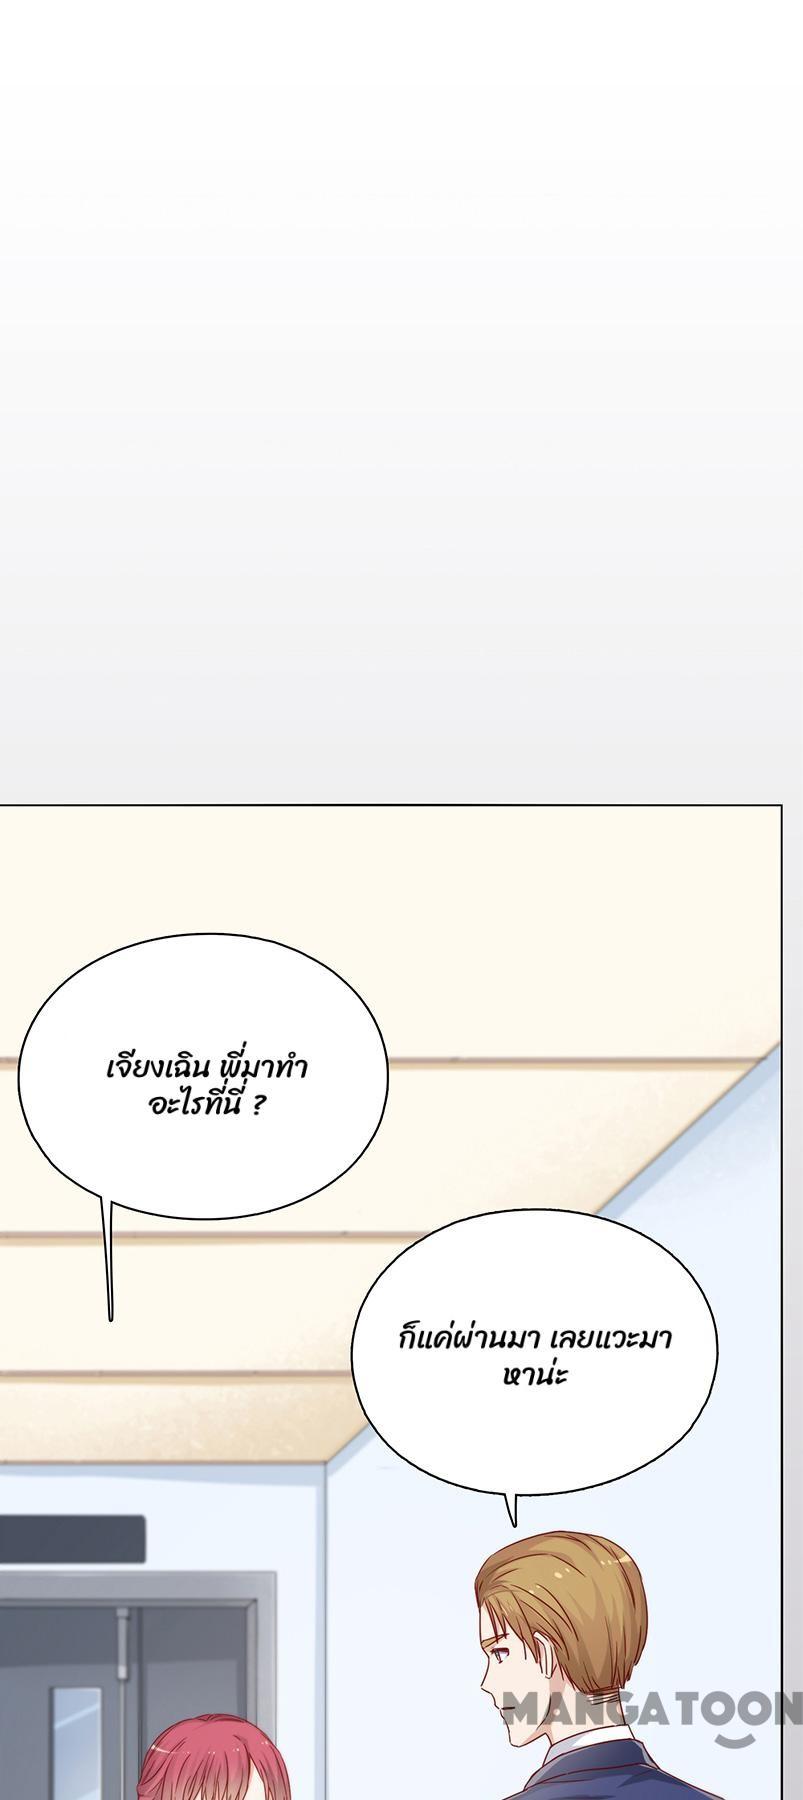 เจียงเฉิน พี่มาทำ
อะไรที่นี่ ?
ก็แค่ผ่านมา เลยแวะมา
หาน่ะ
MANGATOON